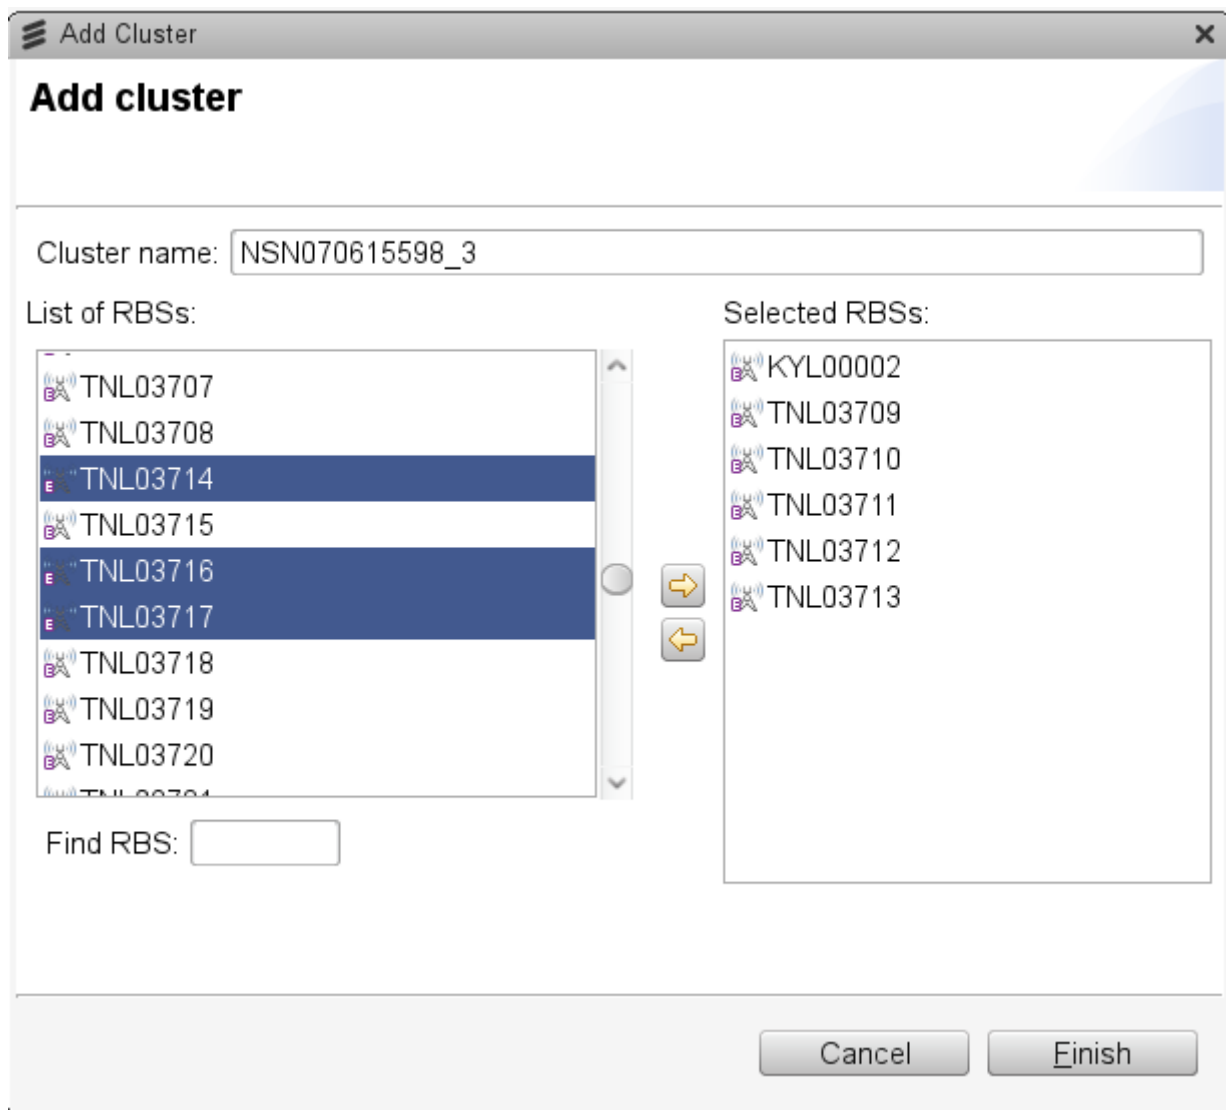 Add Cluster
Add cluster
Cluster name: NSN070615598_3
List of RBSs:
TNL03707
TNL03708
TNL03714
TNL03715
TNL03716
TNL03717
TNL03718
TNL03719
TNL03720
Find RBS:
Selected RBSs:
KYL00002
TNL03709
TNL03710
TNL03711
TNL03712
TNL03713
Cancel
Finish